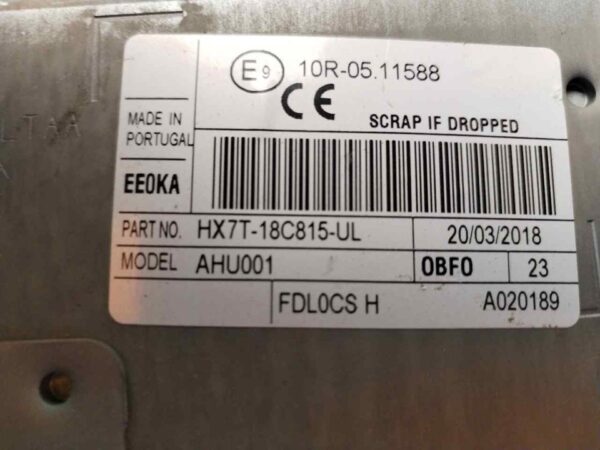 E9 10R-05.11588
CE
SCRAP IF DROPPED
MADE IN
PORTUGAL
EE0KA
PART NO. HX7T-18C815-UL 20/03/2018
MODEL AHU001 0BF0 23
FDL0CS H A020189